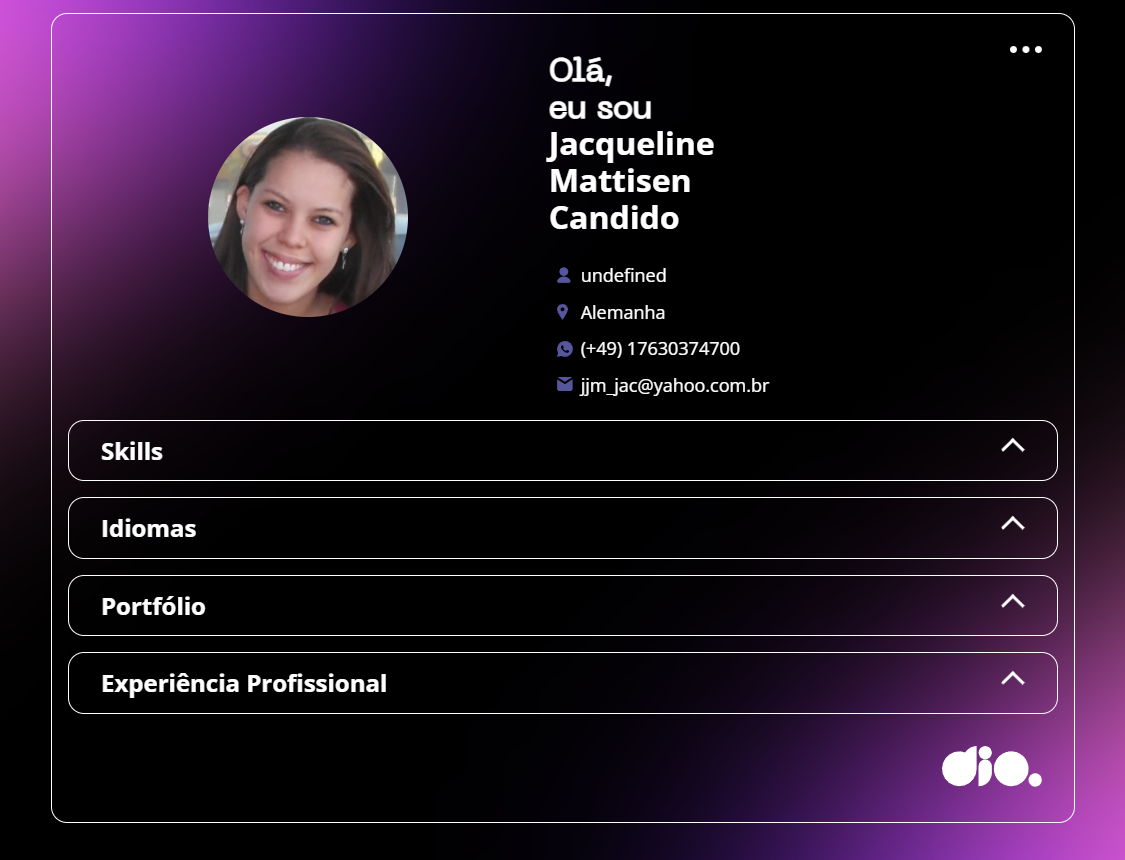 Olá,
eu sou
Jacqueline
Mattisen
Candido
undefined
Alemanha
(+49) 17630374700
jjm_jac@yahoo.com.br
Skills
Idiomas
Portfólio
Experiência Profissional
dio.